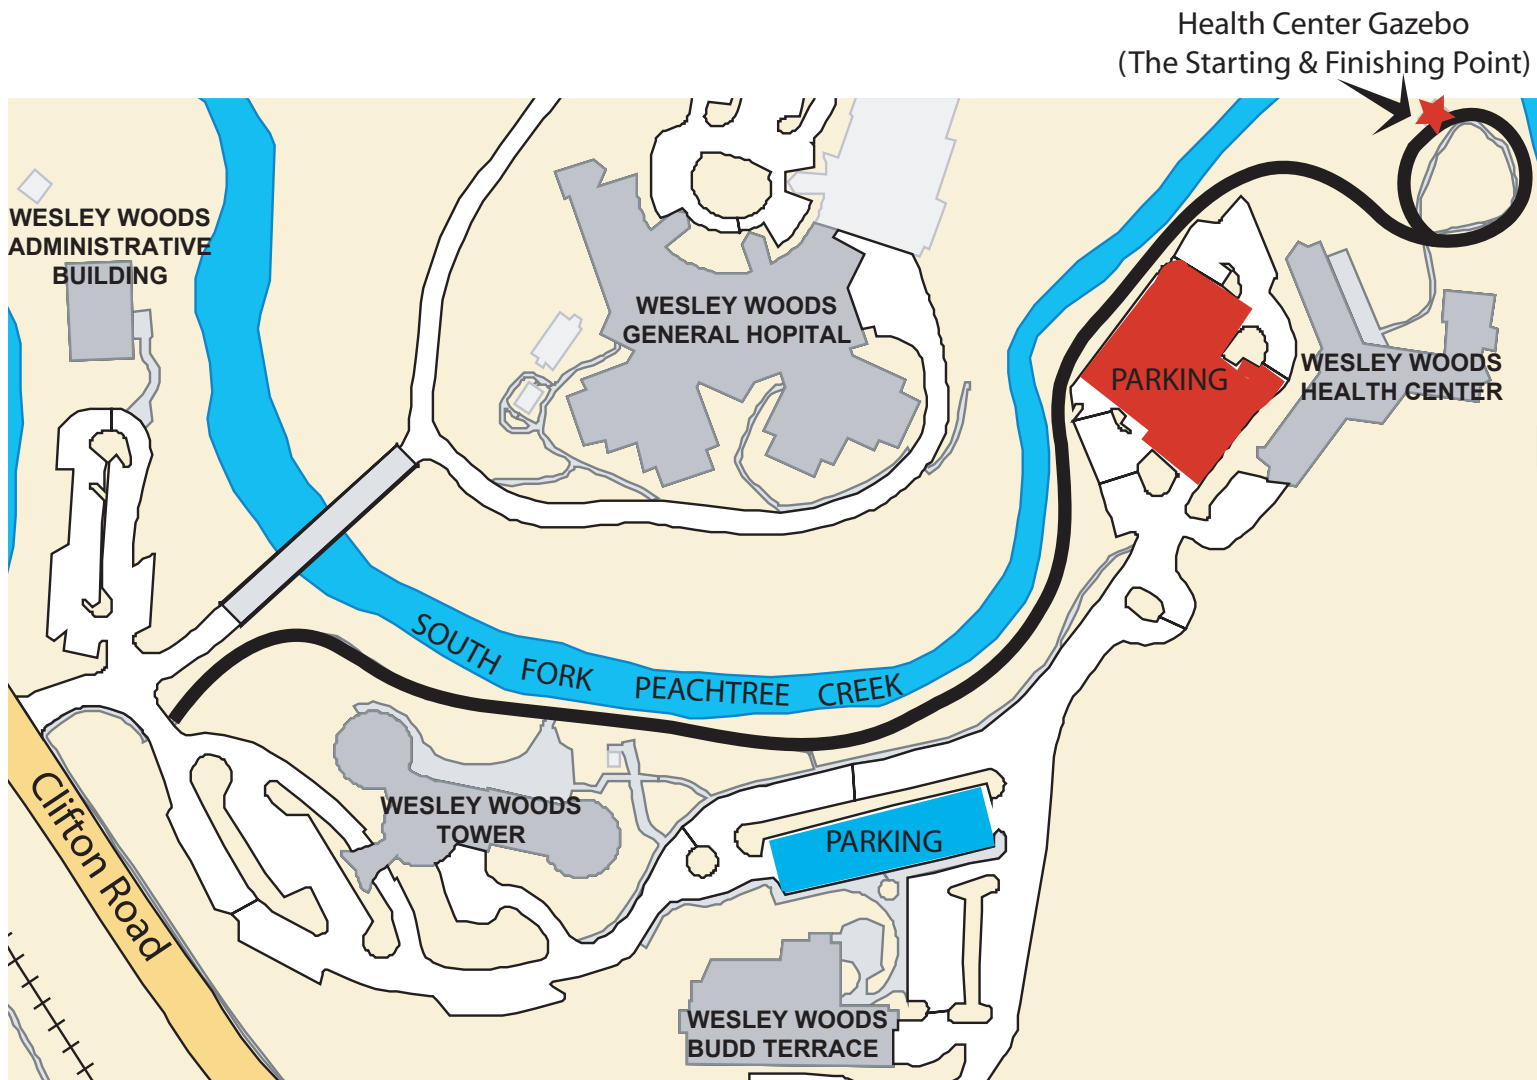 Health Center Gazebo
(The Starting & Finishing Point)
WESLEY WOODS
ADMINISTRATIVE
BUILDING
WESLEY WOODS
GENERAL HOPITAL
PARKING
WESLEY WOODS
HEALTH CENTER
SOUTH FORK PEACHTREE CREEK
Clifton Road
WESLEY WOODS
TOWER
PARKING
WESLEY WOODS
BUDD TERRACE